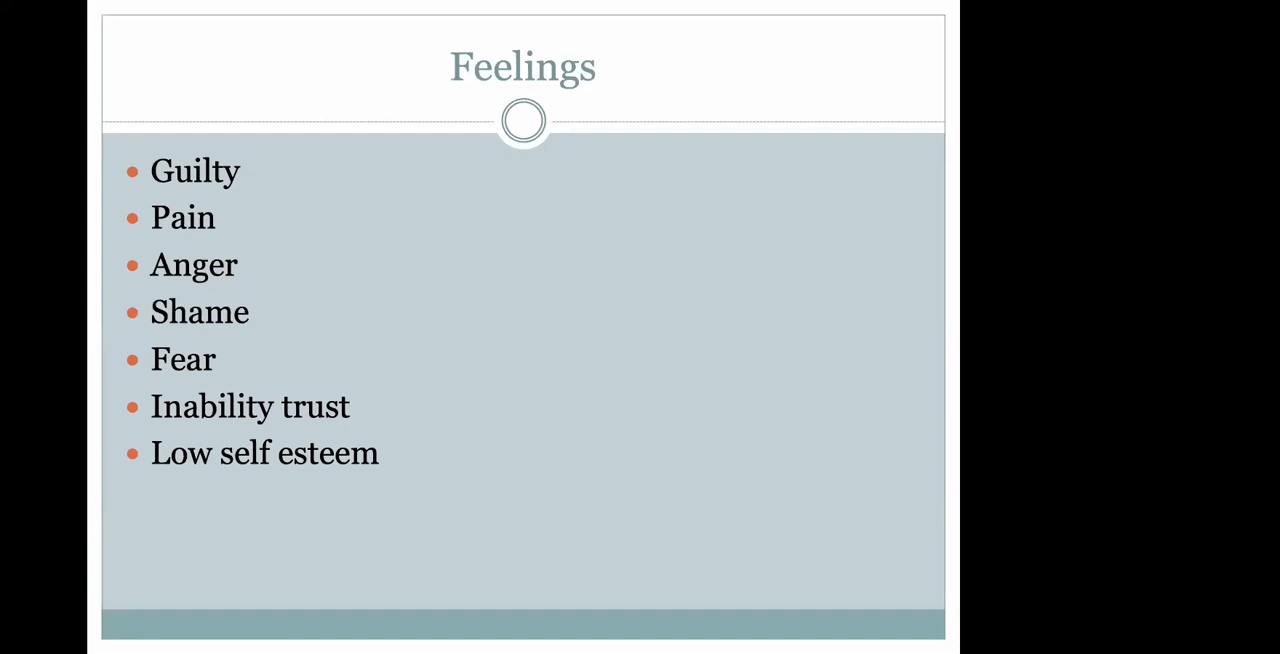 Feelings
Guilty
Pain
Anger
Shame
Fear
Inability trust
Low self esteem